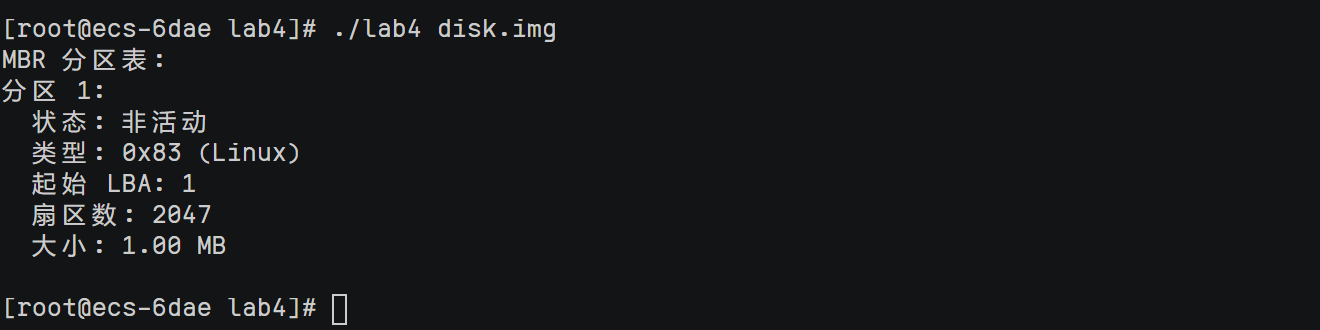 [root@ecs-6dae lab4]# ./lab4 disk.img
MBR 分区表:
分区 1:
  状态: 非活动
  类型: 0x83 (Linux)
  起始 LBA: 1
  扇区数: 2047
  大小: 1.00 MB
[root@ecs-6dae lab4]#